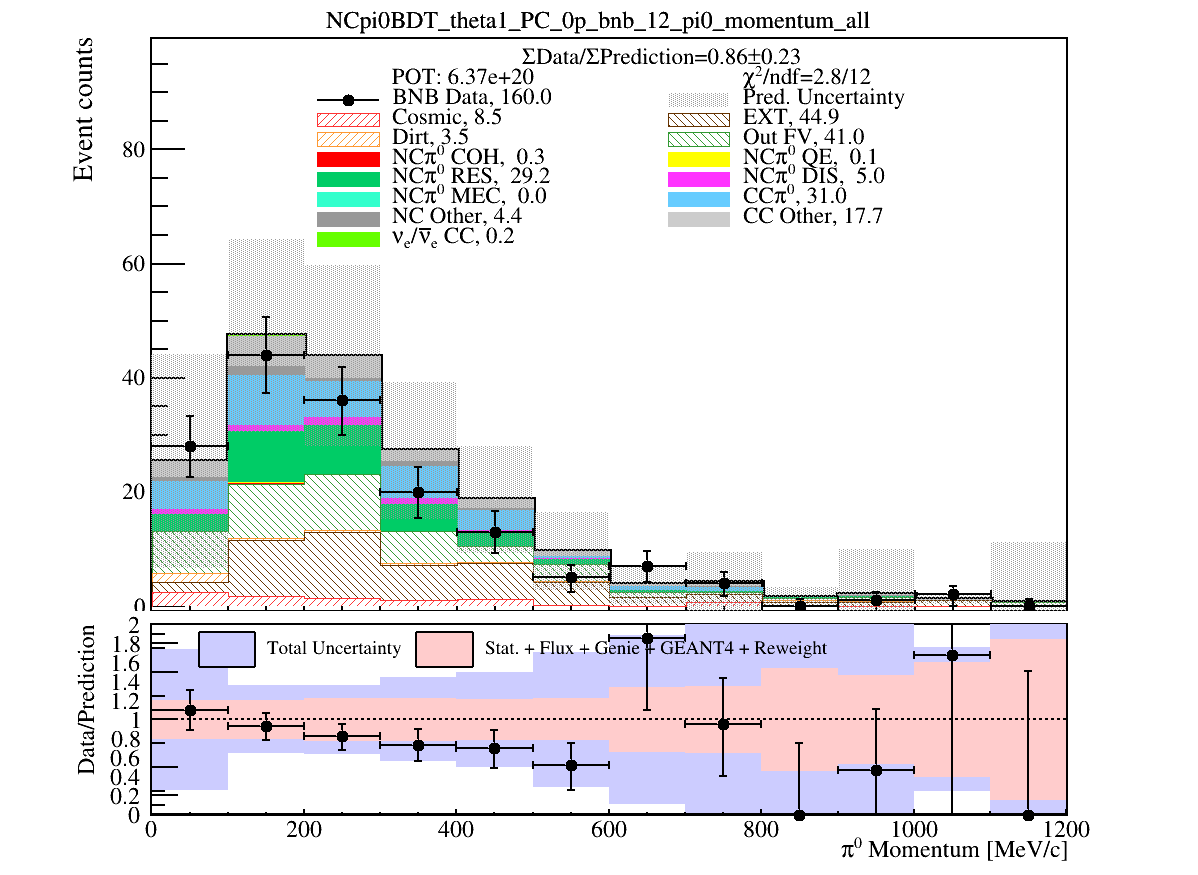 NCpi0BDT_theta1_PC_0p_bnb_12_pi0_momentum_all
ΣData/ΣPrediction=0.86±0.23
POT: 6.37e+20
χ²/ndf=2.8/12
BNB Data, 160.0
Pred. Uncertainty
Cosmic, 8.5
EXT, 44.9
Dirt, 3.5
Out FV, 41.0
NCπ⁰ COH, 0.3
NCπ⁰ QE, 0.1
NCπ⁰ RES, 29.2
NCπ⁰ DIS, 5.0
NCπ⁰ MEC, 0.0
CCπ⁰, 31.0
NC Other, 4.4
CC Other, 17.7
νₑ/ν̅ₑ CC, 0.2
Event counts
80
60
40
20
0
Total Uncertainty
Stat. + Flux + Genie + GEANT4 + Reweight
Data/Prediction
2
1.8
1.6
1.4
1.2
1
0.8
0.6
0.4
0.2
0
0 200 400 600 800 1000 1200
π⁰ Momentum [MeV/c]